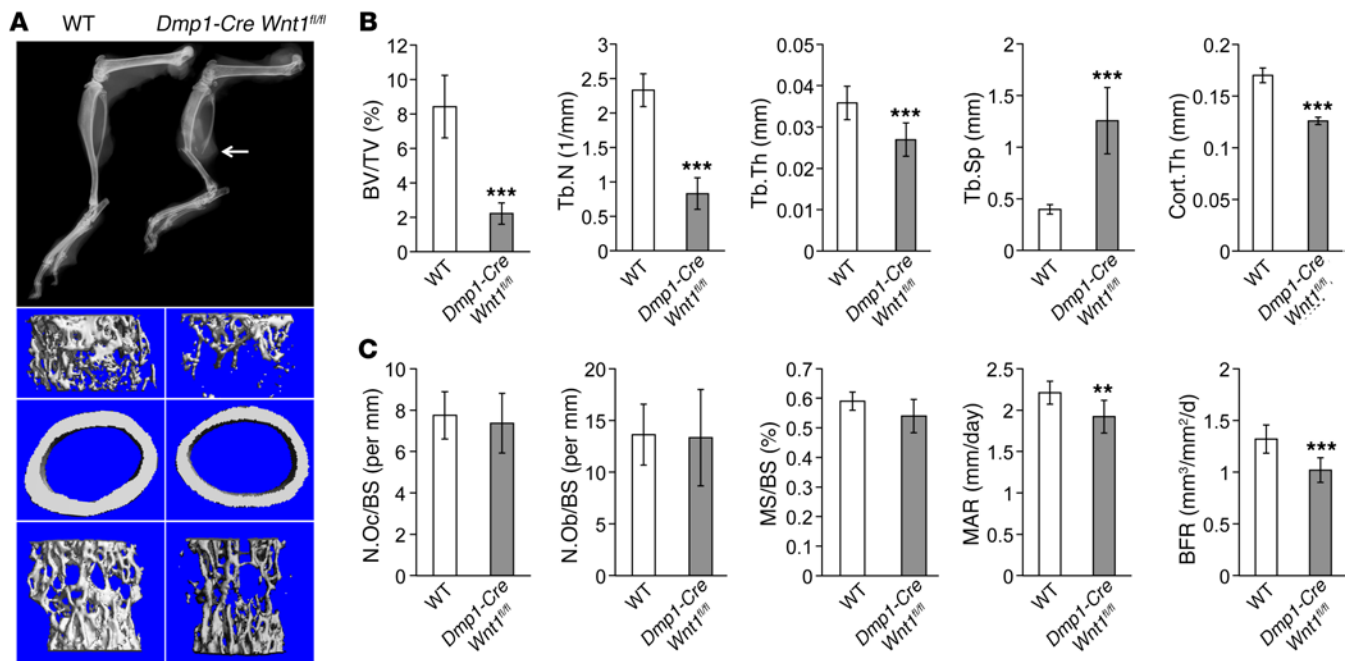 A
WT
Dmp1-Cre Wnt1fl/fl
B
BV/TV (%)
12
10
8
6
4
2
0
WT
Dmp1-Cre
Wnt1fl/fl
***
Tb.N (1/mm)
3
2.5
2
1.5
1
0.5
0
WT
Dmp1-Cre
Wnt1fl/fl
***
Tb.Th (mm)
0.05
0.04
0.03
0.02
0.01
0
WT
Dmp1-Cre
Wnt1fl/fl
***
Tb.Sp (mm)
2
1.5
1
0.5
0
WT
Dmp1-Cre
Wnt1fl/fl
***
Cort.Th (mm)
0.2
0.15
0.1
0.05
0
WT
Dmp1-Cre
Wnt1fl/fl
***
C
N.Oc/BS (per mm)
10
8
6
4
2
0
WT
Dmp1-Cre
Wnt1fl/fl
N.Ob/BS (per mm)
20
15
10
5
0
WT
Dmp1-Cre
Wnt1fl/fl
MS/BS (%)
0.7
0.6
0.5
0.4
0.3
0.2
0.1
0
WT
Dmp1-Cre
Wnt1fl/fl
MAR (mm/day)
2.5
2
1.5
1
0.5
0
WT
Dmp1-Cre
Wnt1fl/fl
**
BFR (mm³/mm²/d)
2
1.5
1
0.5
0
WT
Dmp1-Cre
Wnt1fl/fl
***